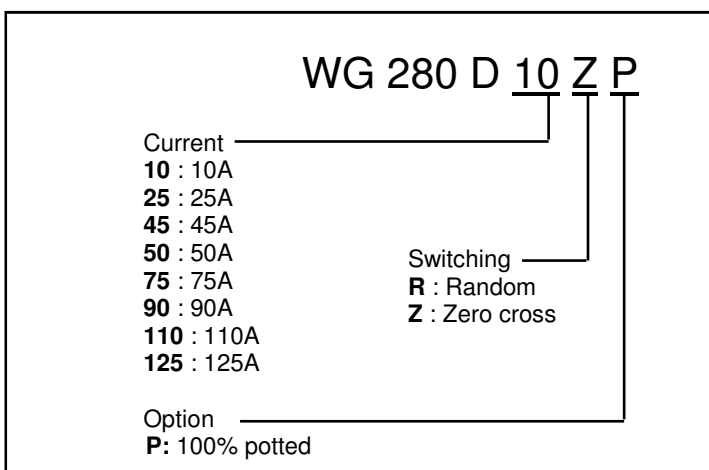 WG 280 D 10 Z P
Current
10 : 10A
25 : 25A
45 : 45A
50 : 50A
75 : 75A
90 : 90A
110 : 110A
125 : 125A
Switching
R : Random
Z : Zero cross
Option
P: 100% potted